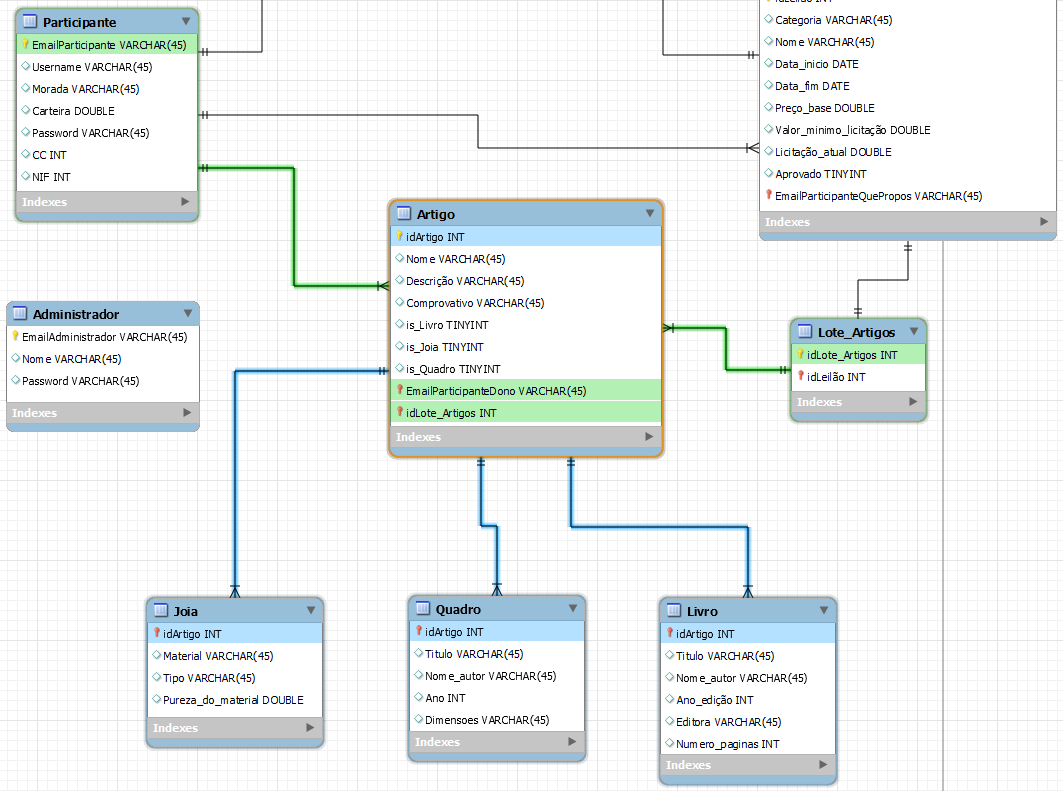 Participante
EmailParticipante VARCHAR(45)
Username VARCHAR(45)
Morada VARCHAR(45)
Carteira DOUBLE
Password VARCHAR(45)
CC INT
NIF INT
Indexes
Categoria VARCHAR(45)
Nome VARCHAR(45)
Data_inicio DATE
Data_fim DATE
Preço_base DOUBLE
Valor_minimo_licitação DOUBLE
Licitação_atual DOUBLE
Aprovado TINYINT
EmailParticipanteQuePropos VARCHAR(45)
Indexes
Artigo
idArtigo INT
Nome VARCHAR(45)
Descrição VARCHAR(45)
Comprovativo VARCHAR(45)
is_Livro TINYINT
is_Joia TINYINT
is_Quadro TINYINT
EmailParticipanteDono VARCHAR(45)
idLote_Artigos INT
Indexes
Administrador
EmailAdministrador VARCHAR(45)
Nome VARCHAR(45)
Password VARCHAR(45)
Indexes
Lote_Artigos
idLote_Artigos INT
idLeilão INT
Indexes
Joia
idArtigo INT
Material VARCHAR(45)
Tipo VARCHAR(45)
Pureza_do_material DOUBLE
Indexes
Quadro
idArtigo INT
Titulo VARCHAR(45)
Nome_autor VARCHAR(45)
Ano INT
Dimensoes VARCHAR(45)
Indexes
Livro
idArtigo INT
Titulo VARCHAR(45)
Nome_autor VARCHAR(45)
Ano_edição INT
Editora VARCHAR(45)
Numero_paginas INT
Indexes